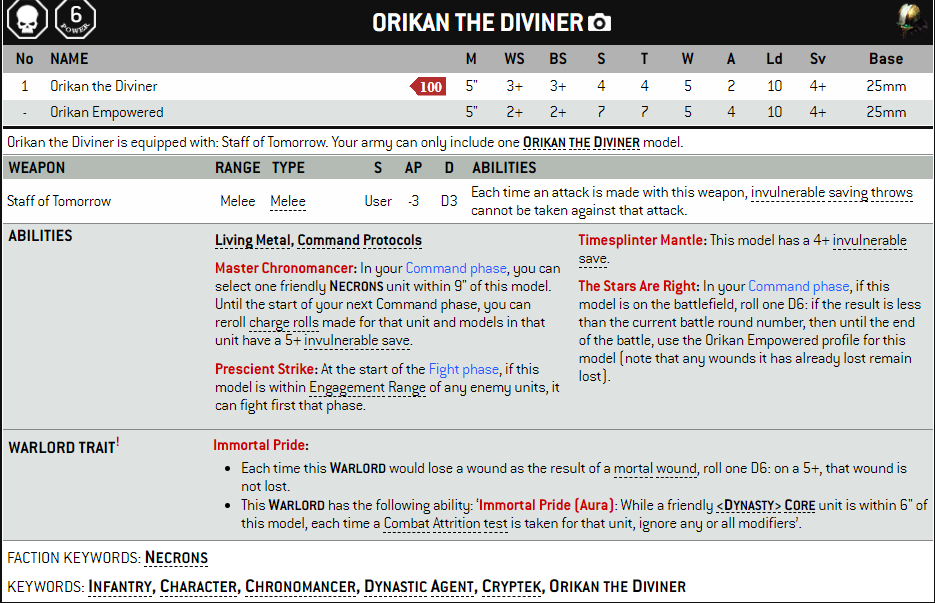 6
POWER
ORIKAN THE DIVINER
No NAME M WS BS S T W A Ld Sv Base
1 Orikan the Diviner 100 5" 3+ 3+ 4 4 5 2 10 4+ 25mm
- Orikan Empowered 5" 2+ 2+ 7 7 5 4 10 4+ 25mm
Orikan the Diviner is equipped with: Staff of Tomorrow. Your army can only include one ORIKAN THE DIVINER model.
WEAPON RANGE TYPE S AP D ABILITIES
Staff of Tomorrow Melee Melee User -3 D3 Each time an attack is made with this weapon, invulnerable saving throws
cannot be taken against that attack.
ABILITIES
Living Metal, Command Protocols
Master Chronomancer: In your Command phase, you can
select one friendly NECRONS unit within 9" of this model.
Until the start of your next Command phase, you can
reroll charge rolls made for that unit and models in that
unit have a 5+ invulnerable save.
Prescient Strike: At the start of the Fight phase, if this
model is within Engagement Range of any enemy units, it
can fight first that phase.
Timesplinter Mantle: This model has a 4+ invulnerable
save.
The Stars Are Right: In your Command phase, if this
model is on the battlefield, roll one D6: if the result is less
than the current battle round number, then until the end
of the battle, use the Orikan Empowered profile for this
model (note that any wounds it has already lost remain
lost).
WARLORD TRAIT!
Immortal Pride:
• Each time this WARLORD would lose a wound as the result of a mortal wound, roll one D6: on a 5+, that wound is
not lost.
• This WARLORD has the following ability: 'Immortal Pride (Aura): While a friendly <DYNASTY> CORE unit is within 6" of
this model, each time a Combat Attrition test is taken for that unit, ignore any or all modifiers'.
FACTION KEYWORDS: NECRONS
KEYWORDS: INFANTRY, CHARACTER, CHRONOMANCER, DYNASTIC AGENT, CRYPTEK, ORIKAN THE DIVINER